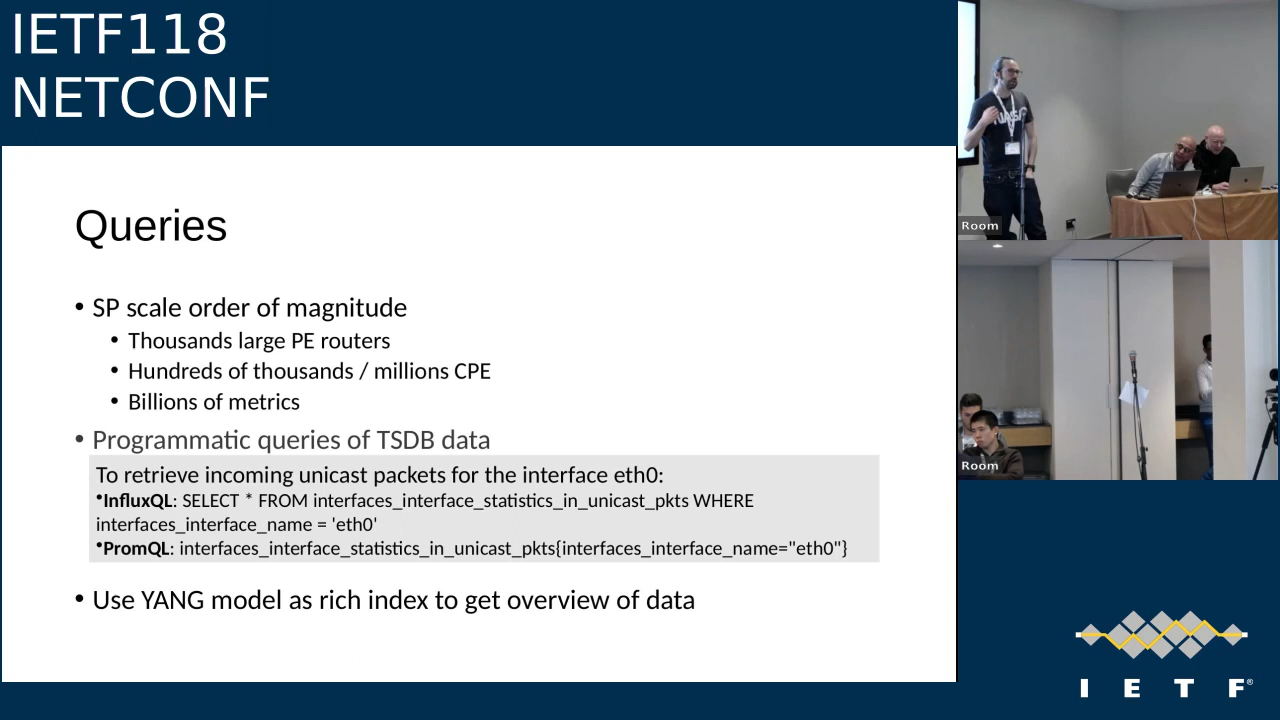 IETF118
NETCONF
Queries
• SP scale order of magnitude
• Thousands large PE routers
• Hundreds of thousands / millions CPE
• Billions of metrics
• Programmatic queries of TSDB data
To retrieve incoming unicast packets for the interface eth0:
•InfluxQL: SELECT * FROM interfaces_interface_statistics_in_unicast_pkts WHERE
interfaces_interface_name = 'eth0'
•PromQL: interfaces_interface_statistics_in_unicast_pkts{interfaces_interface_name="eth0"}
• Use YANG model as rich index to get overview of data
NASA
Room
Room
I E T F®